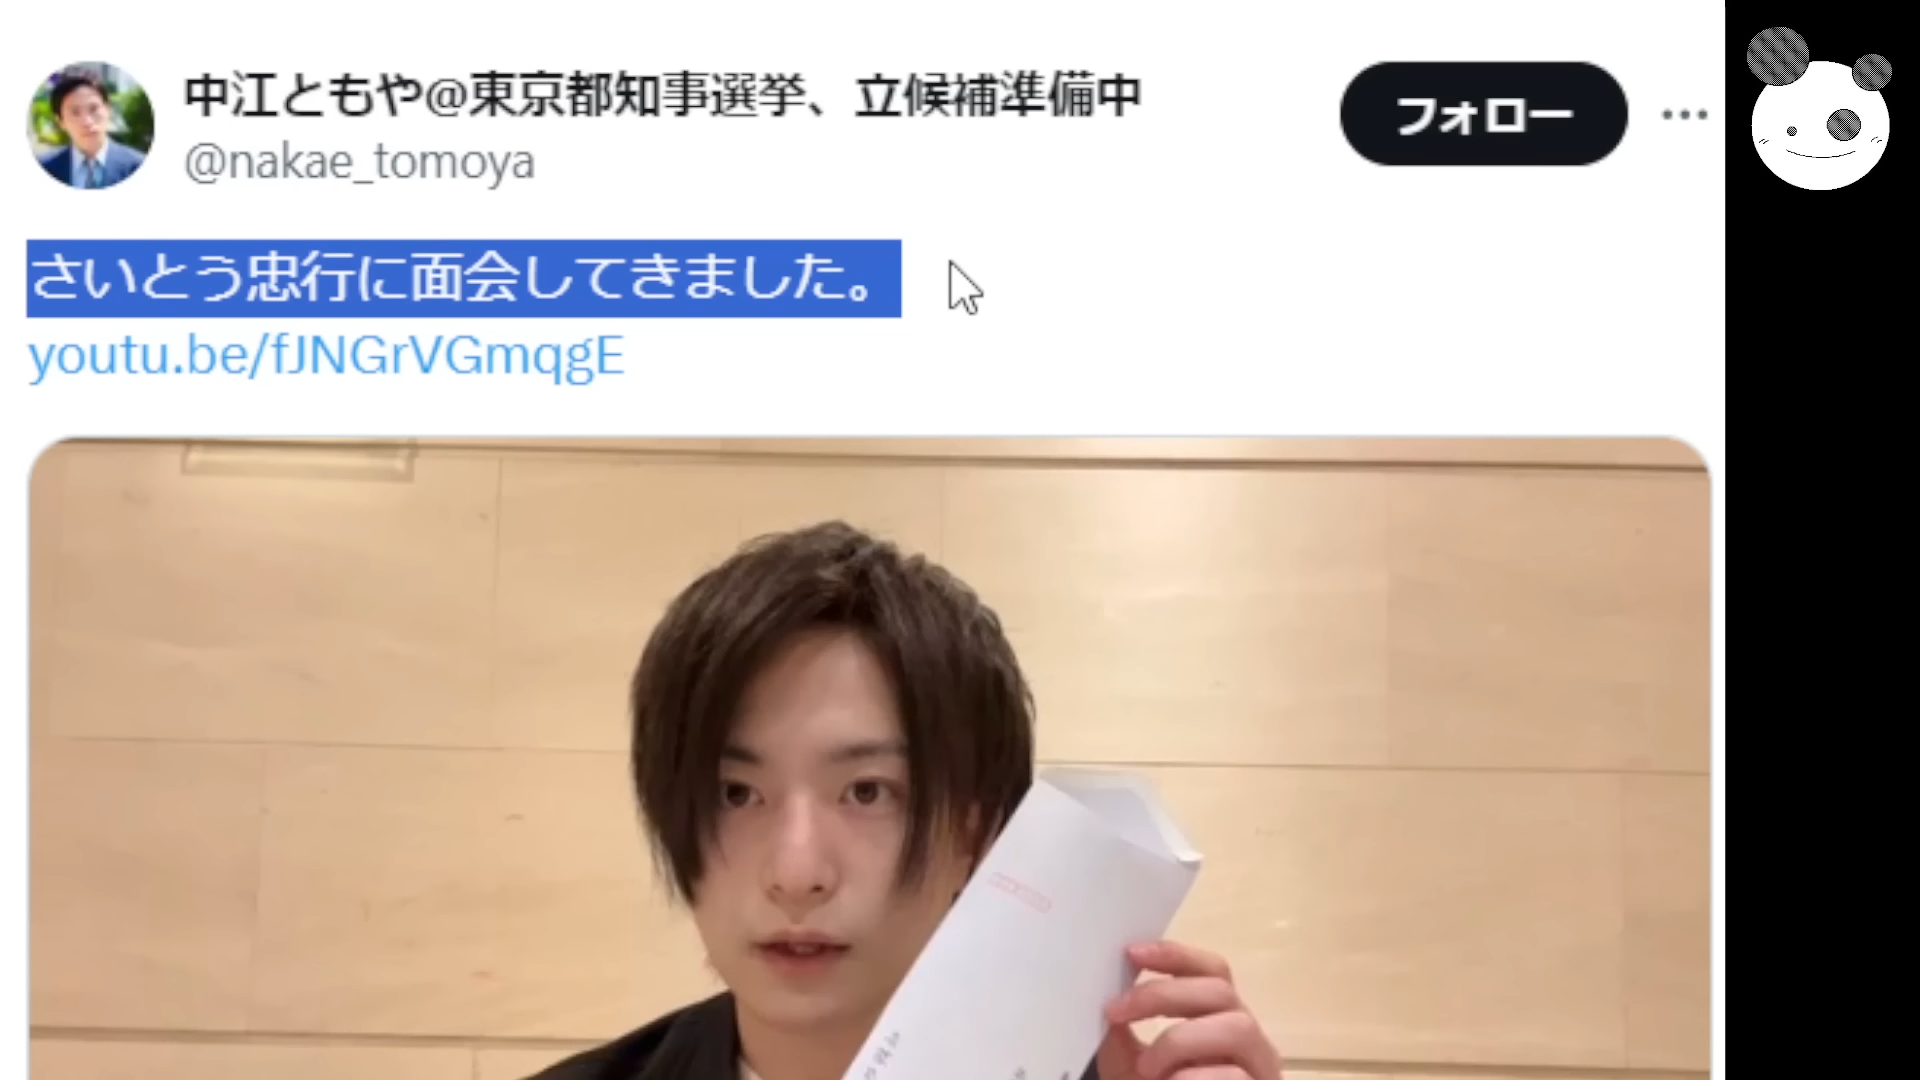 中江ともや@東京都知事選挙、立候補準備中
@nakae_tomoya
フォロー
さいとう忠行に面会してきました。
youtu.be/fJNGrVGmqgE